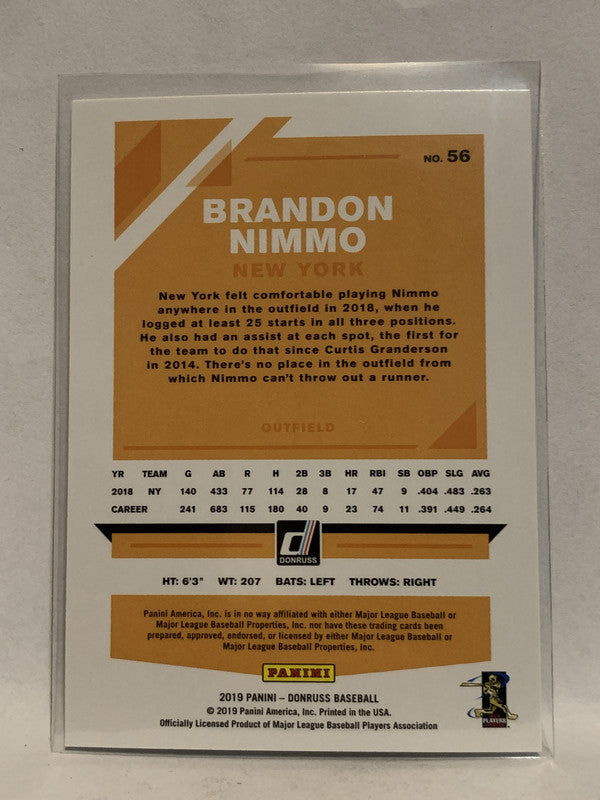 NO. 56
BRANDON
NIMMO
NEW YORK
New York felt comfortable playing Nimmo
anywhere in the outfield in 2018, when he
logged at least 25 starts in all three positions.
He also had an assist at each spot, the first for
the team to do that since Curtis Granderson
in 2014. There's no place in the outfield from
which Nimmo can't throw out a runner.
OUTFIELD
YR TEAM G AB R H 2B 3B HR RBI SB OBP SLG AVG
2018 NY 140 433 77 114 28 8 17 47 9 .404 .483 .263
CAREER 241 683 115 180 40 9 23 74 11 .391 .449 .264
d
DONRUSS
HT: 6'3" WT: 207 BATS: LEFT THROWS: RIGHT
Panini America, Inc. is in no way affiliated with either Major League Baseball or
Major League Baseball Properties, Inc. nor have these trading cards been
prepared, approved, endorsed, or licensed by either Major League Baseball or
Major League Baseball Properties, Inc.
PANINI
2019 PANINI – DONRUSS BASEBALL
© 2019 Panini America, Inc. Printed in the USA.
Officially Licensed Product of Major League Baseball Players Association
PLAYERS